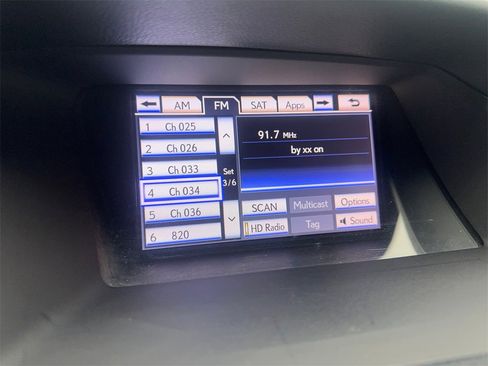 AM FM SAT Apps
1 Ch 025
2 Ch 026
3 Ch 033
4 Ch 034
5 Ch 036
6 820
Set
3/6
91.7 MHz
by xx on
SCAN Multicast Options
HD Radio Tag Sound